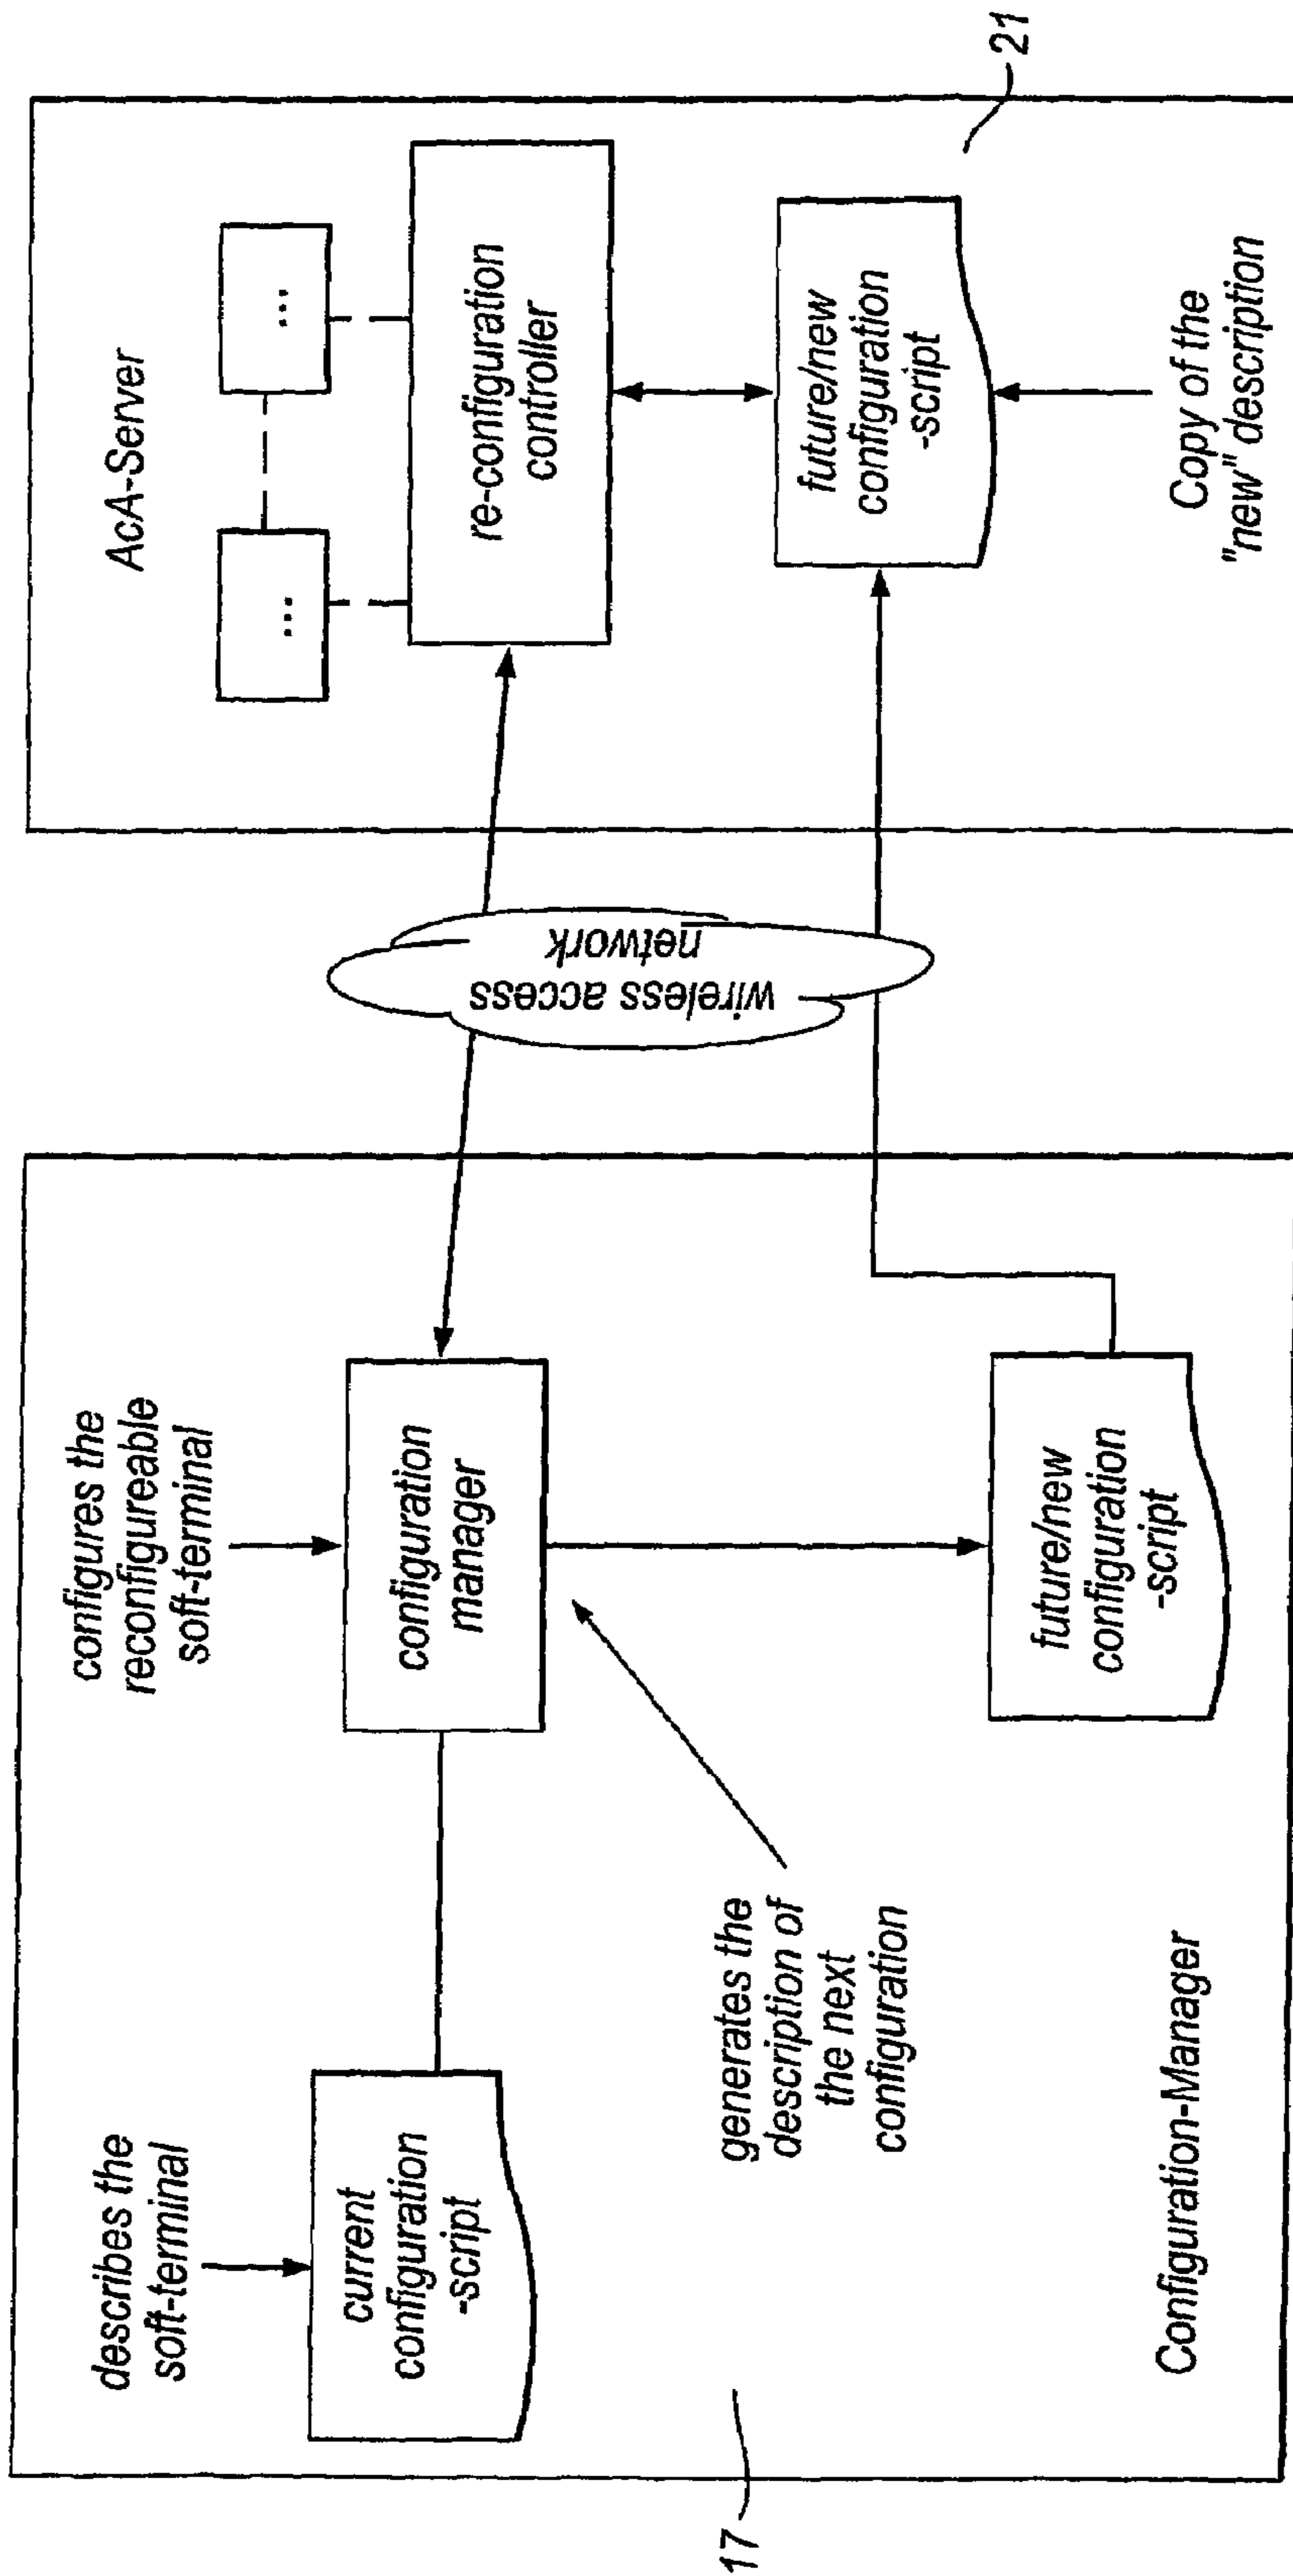 describes the
soft-terminal
current
configuration
-script
configures the
reconfigureable
soft-terminal
configuration
manager
generates the
description of
the next
configuration
future/new
configuration
-script
Configuration-Manager
17
wireless access
network
AcA-Server
...
...
re-configuration
controller
future/new
configuration
-script
Copy of the
"new" description
21